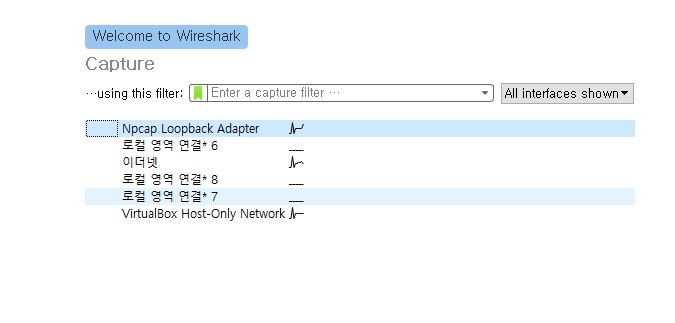 Welcome to Wireshark
Capture
…using this filter: Enter a capture filter … All interfaces shown
Npcap Loopback Adapter
로컬 영역 연결* 6
이더넷
로컬 영역 연결* 8
로컬 영역 연결* 7
VirtualBox Host-Only Network